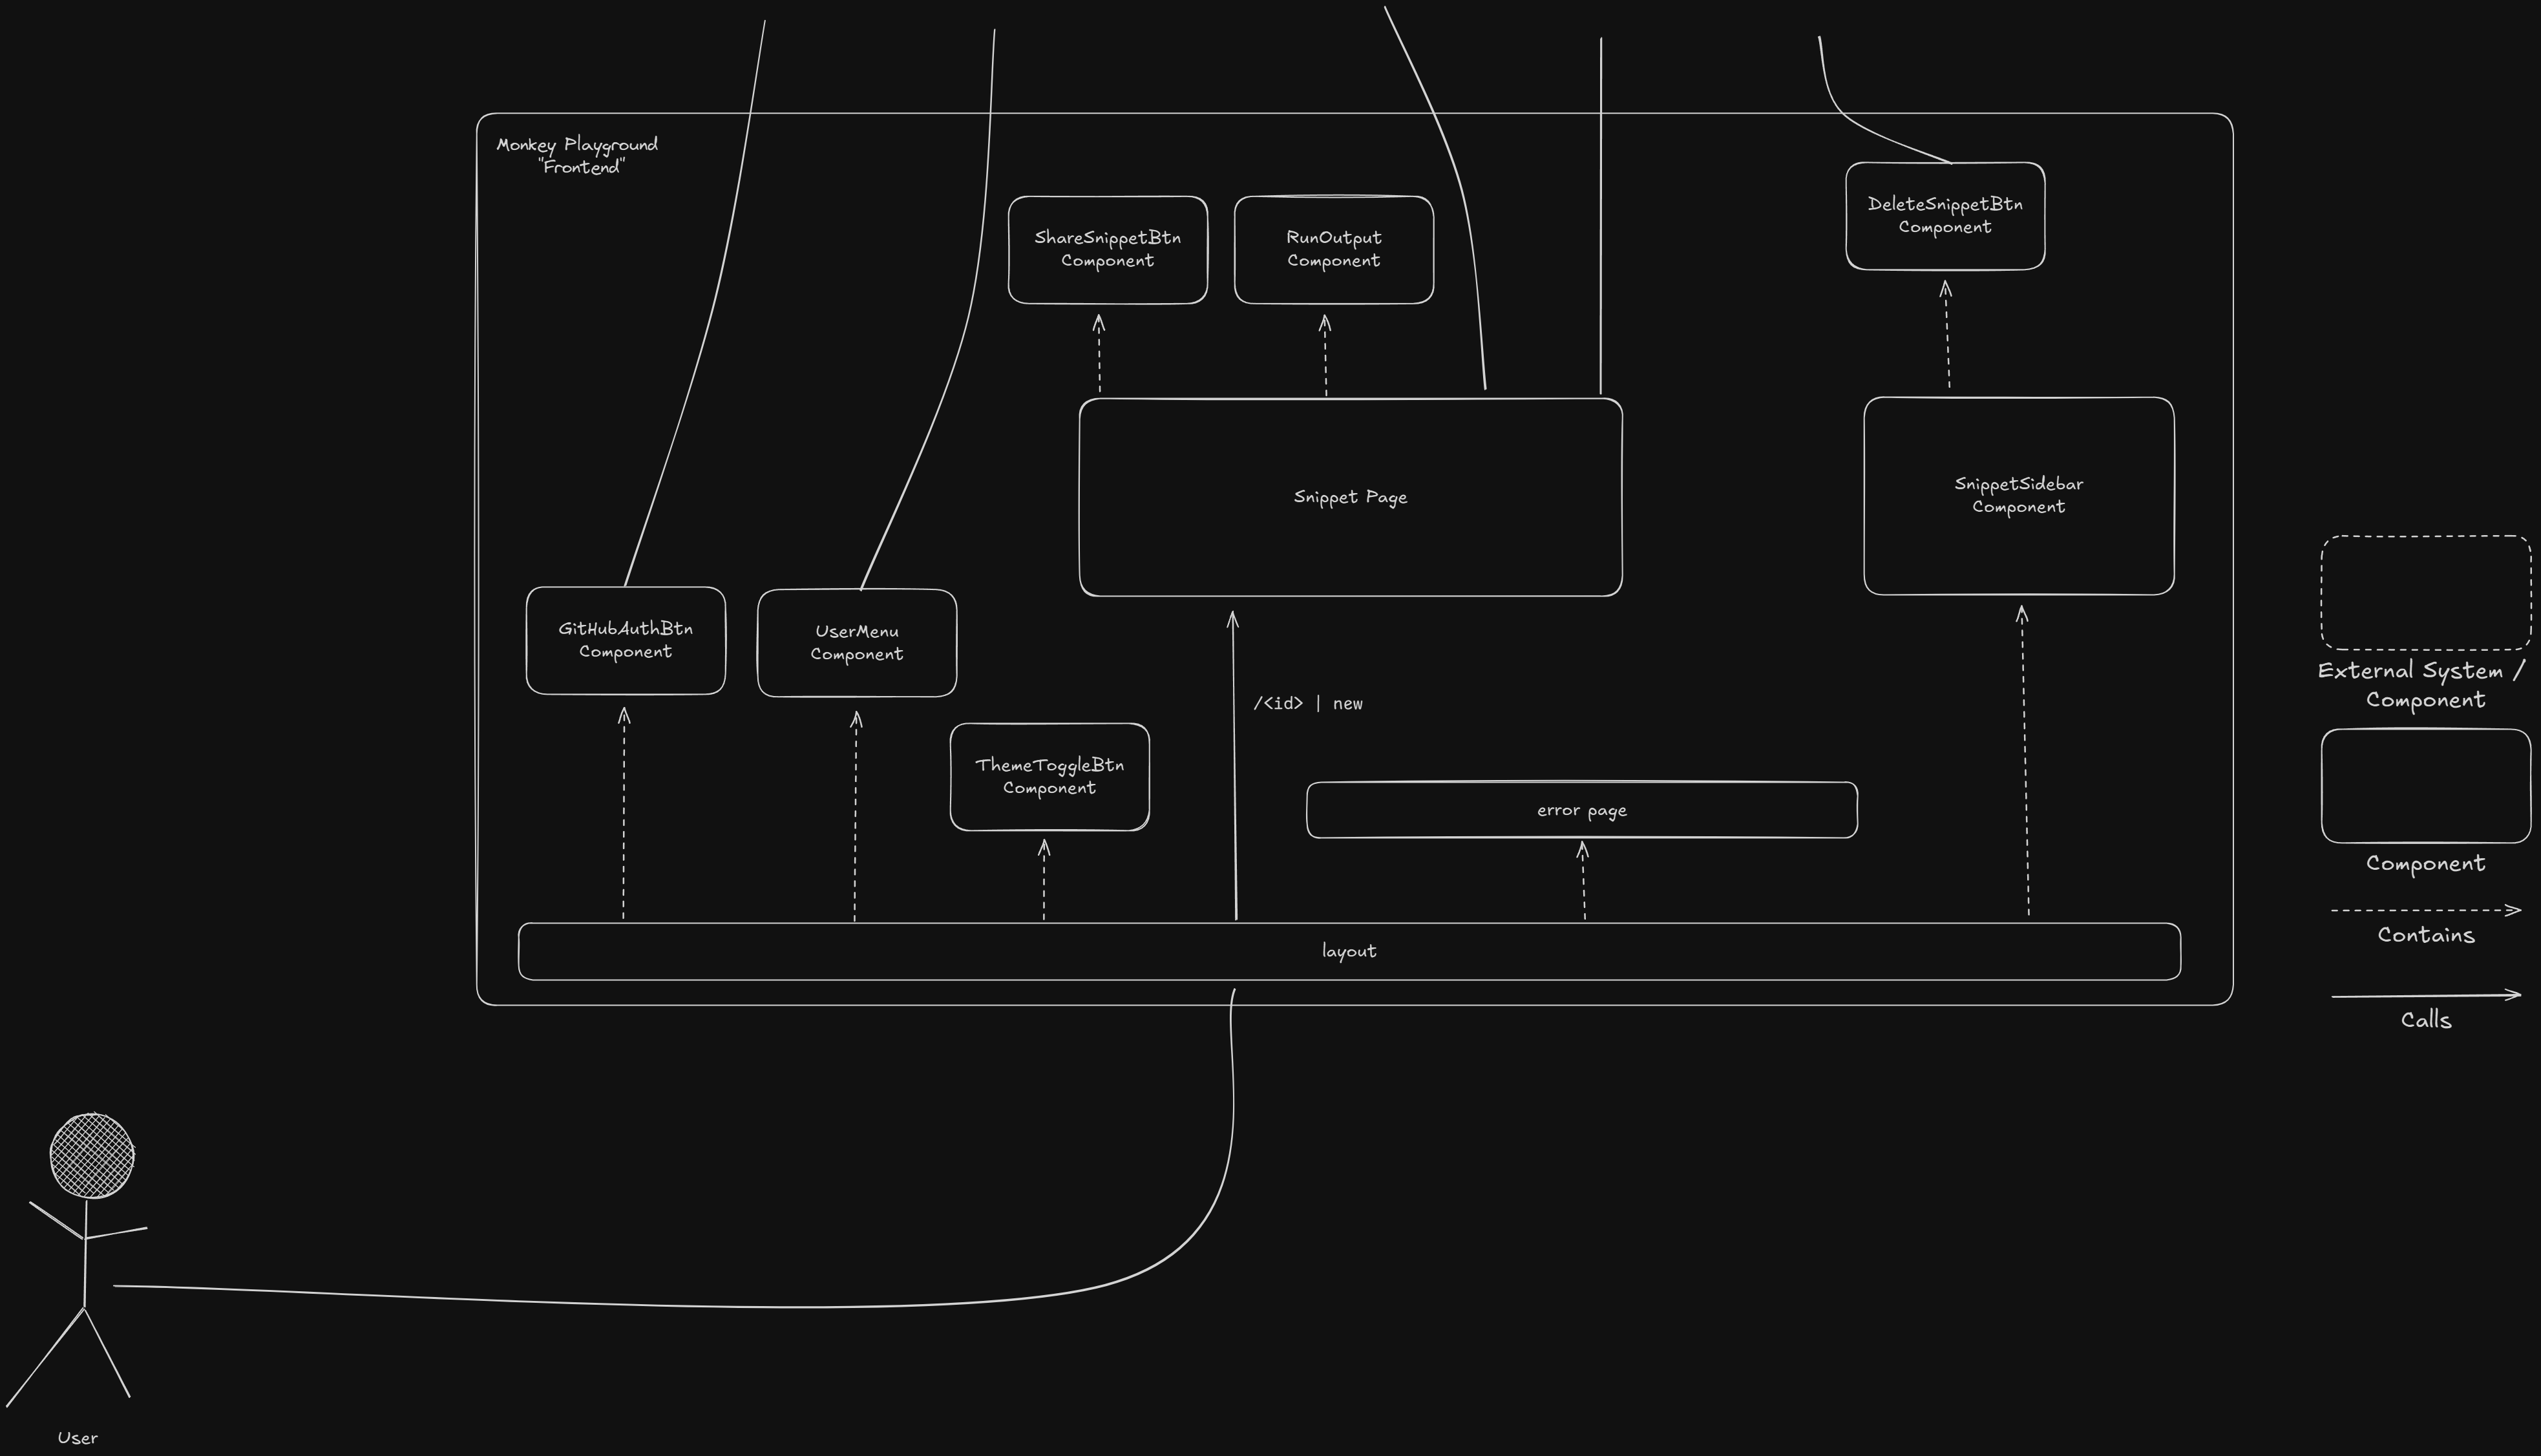 Monkey Playground
"Frontend"
ShareSnippetBtn
Component
RunOutput
Component
DeleteSnippetBtn
Component
Snippet Page
SnippetSidebar
Component
GitHubAuthBtn
Component
UserMenu
Component
/<id> | new
ThemeToggleBtn
Component
error page
layout
External System /
Component
Component
Contains
Calls
User